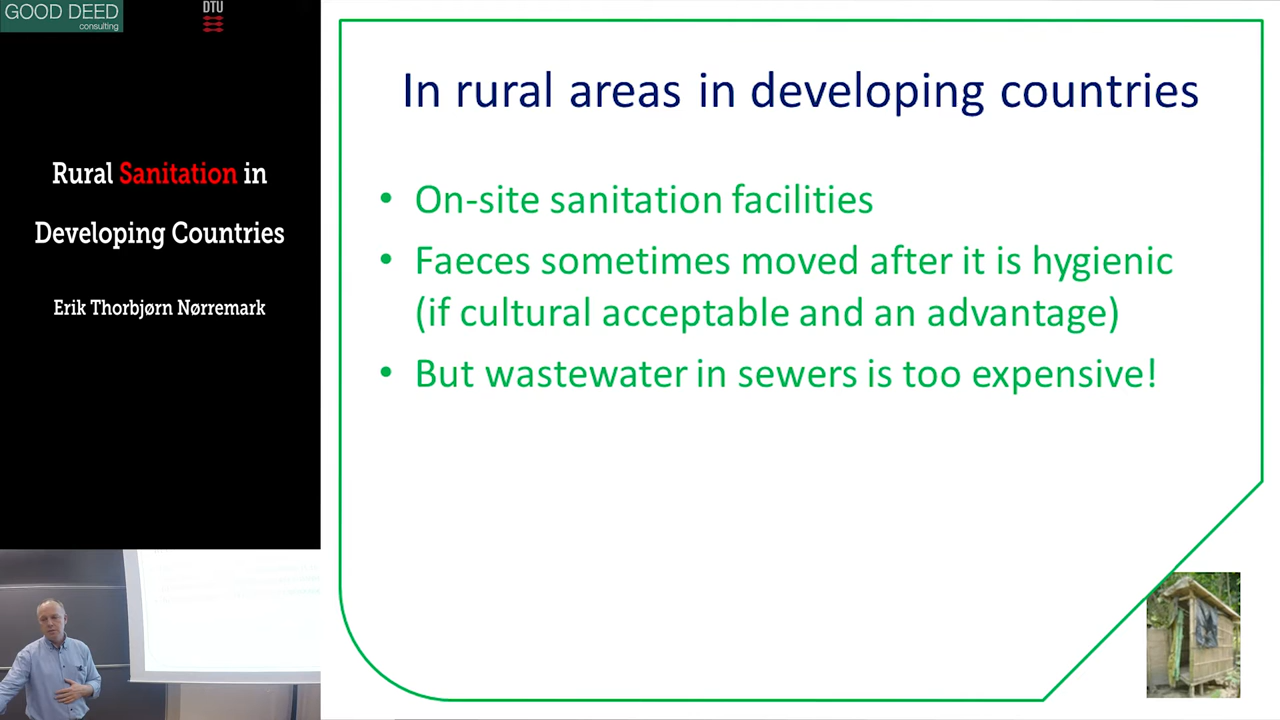 GOOD DEED
consulting
DTU
Rural Sanitation in
Developing Countries
Erik Thorbjørn Nørremark
In rural areas in developing countries
• On-site sanitation facilities
• Faeces sometimes moved after it is hygienic
(if cultural acceptable and an advantage)
• But wastewater in sewers is too expensive!